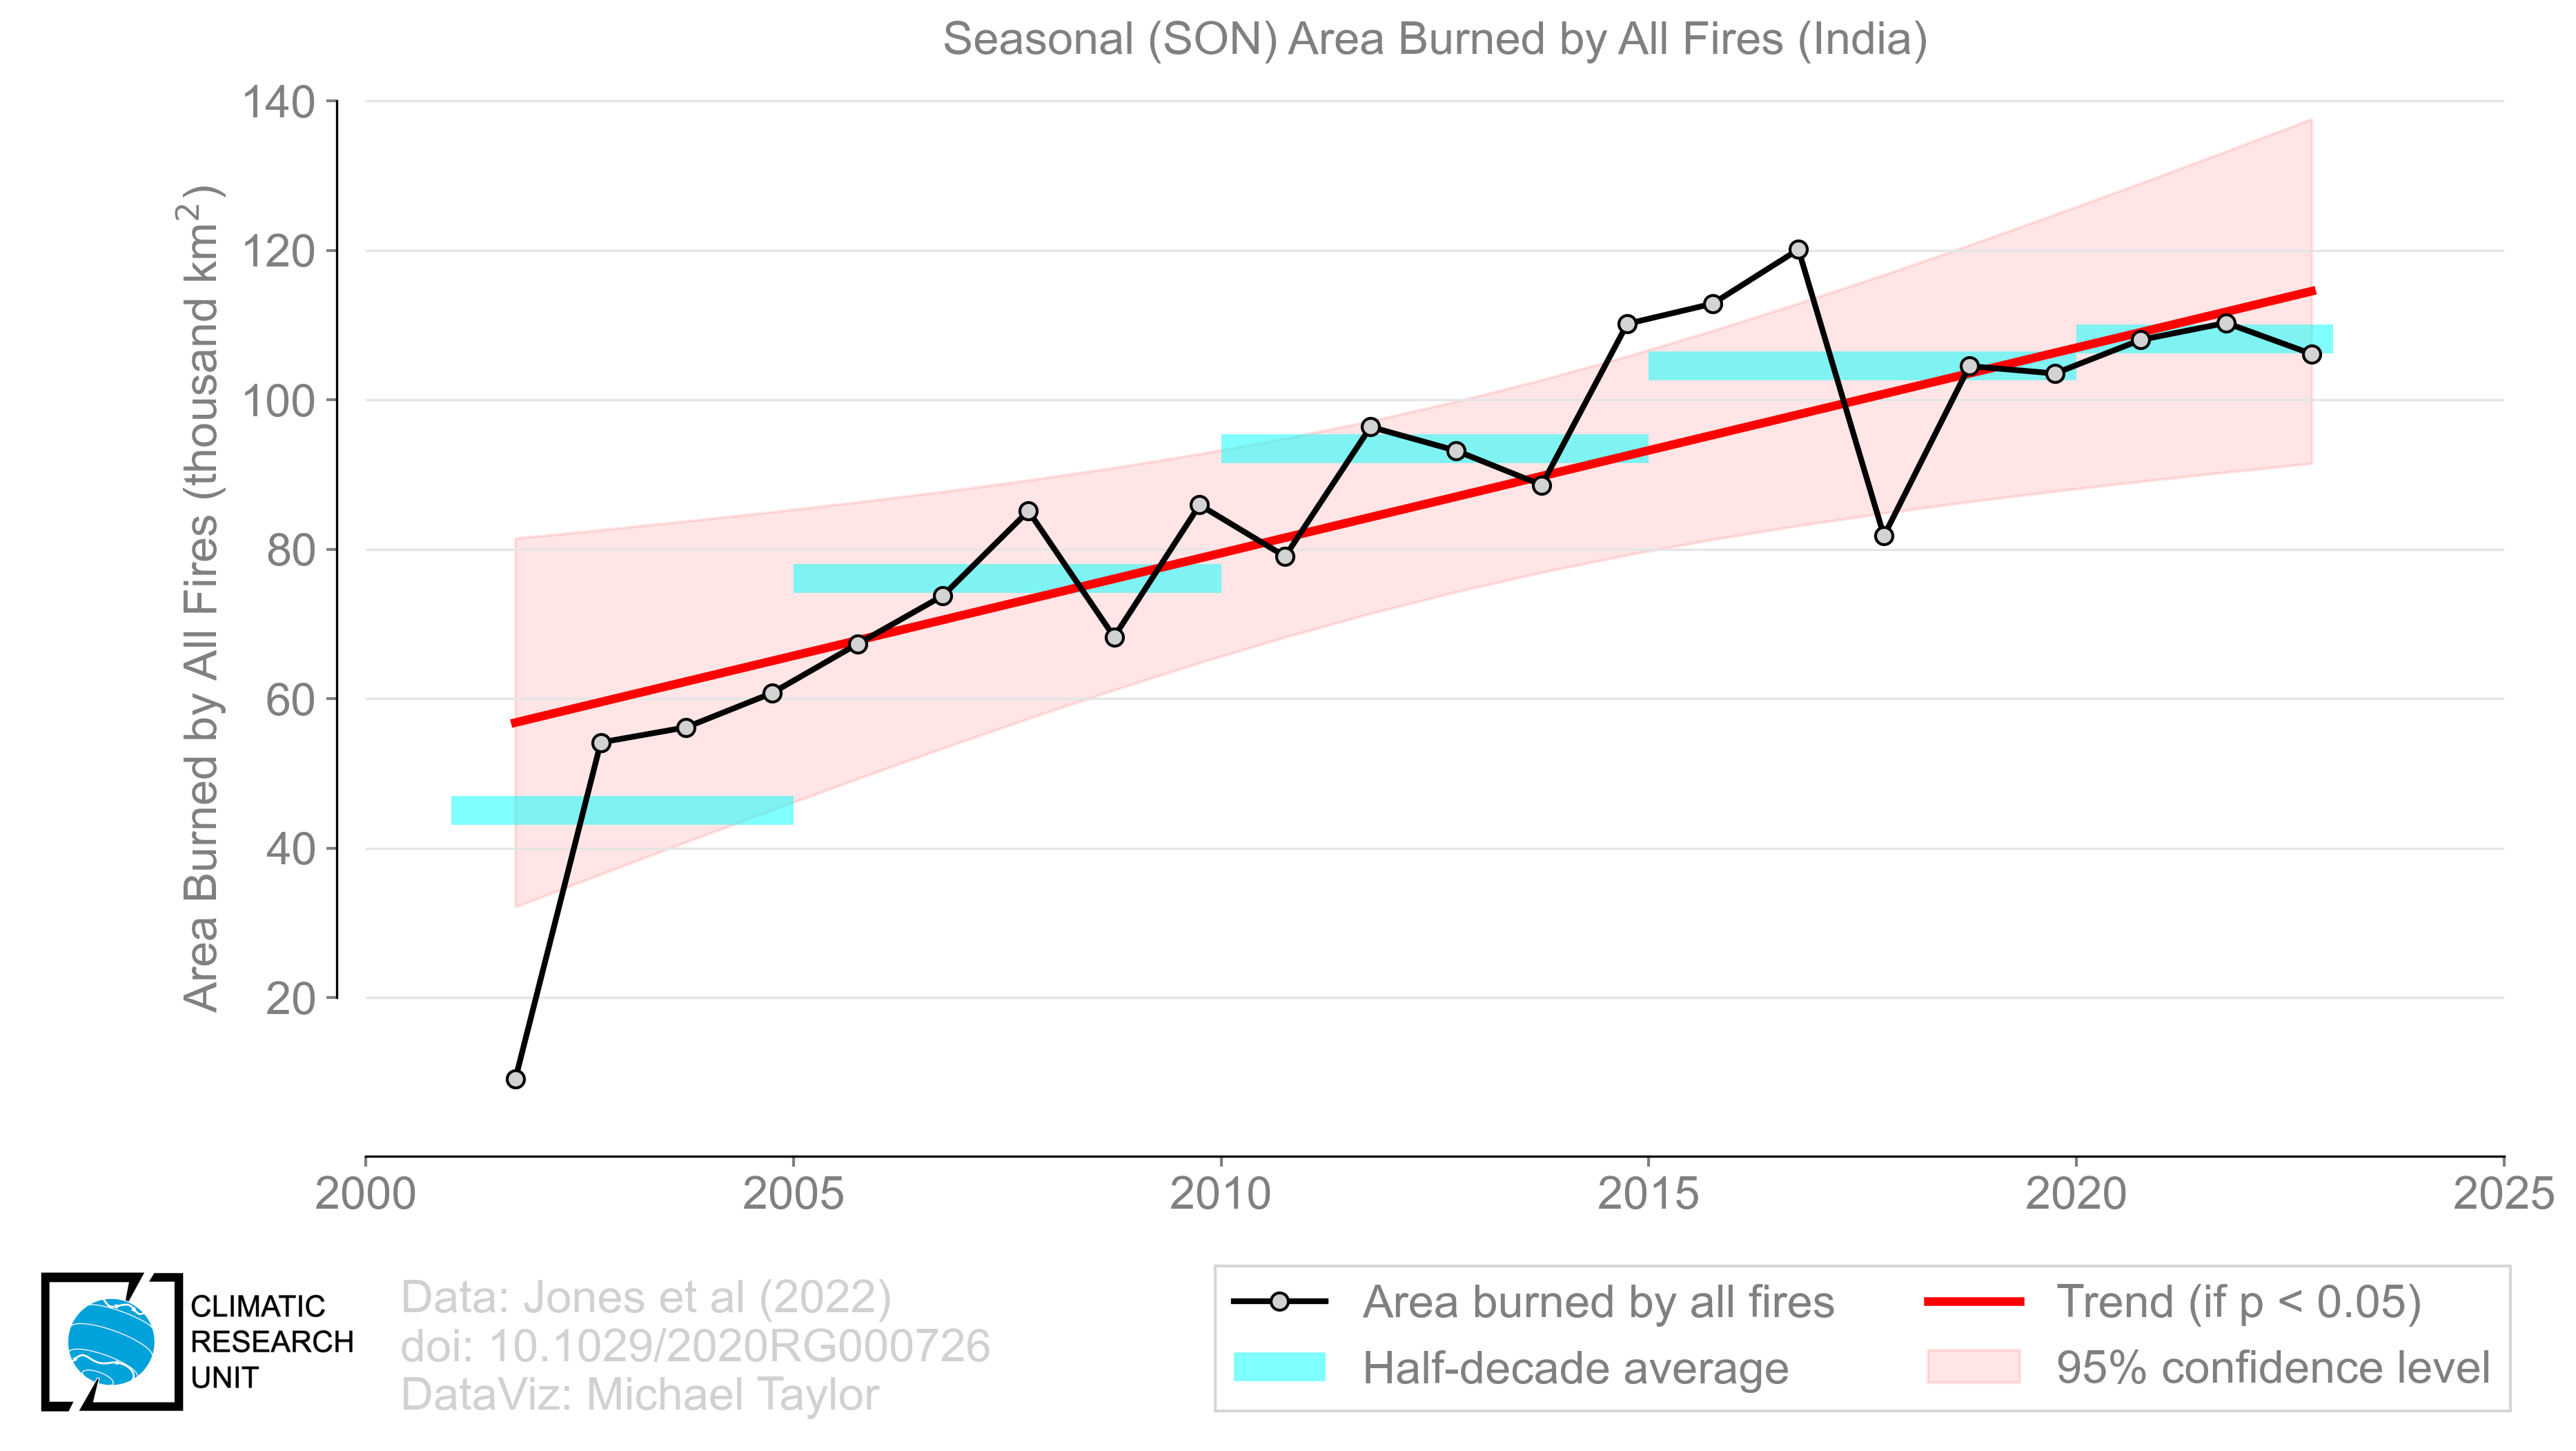 Seasonal (SON) Area Burned by All Fires (India)
Area Burned by All Fires (thousand km²)
140
120
100
80
60
40
20
2000
2005
2010
2015
2020
2025
CLIMATIC
RESEARCH
UNIT
Data: Jones et al (2022)
doi: 10.1029/2020RG000726
DataViz: Michael Taylor
Area burned by all fires
Half-decade average
Trend (if p < 0.05)
95% confidence level